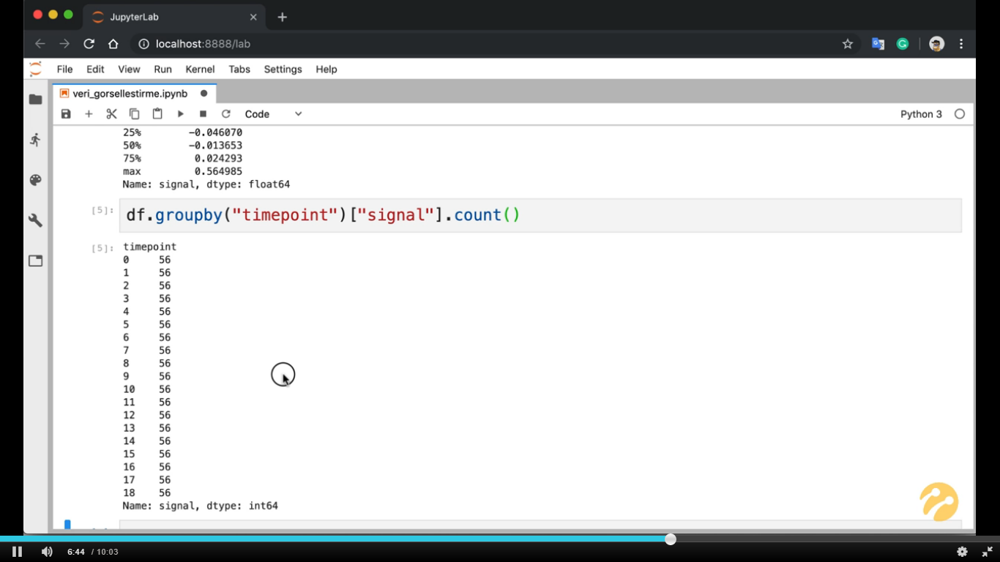 JupyterLab
localhost:8888/lab
File Edit View Run Kernel Tabs Settings Help
veri_gorsellestirme.ipynb
Code
Python 3
25% -0.046070
50% -0.013653
75% 0.024293
max 0.564985
Name: signal, dtype: float64
[5]: df.groupby("timepoint")["signal"].count()
[5]: timepoint
0 56
1 56
2 56
3 56
4 56
5 56
6 56
7 56
8 56
9 56
10 56
11 56
12 56
13 56
14 56
15 56
16 56
17 56
18 56
Name: signal, dtype: int64
6:44 / 10:03